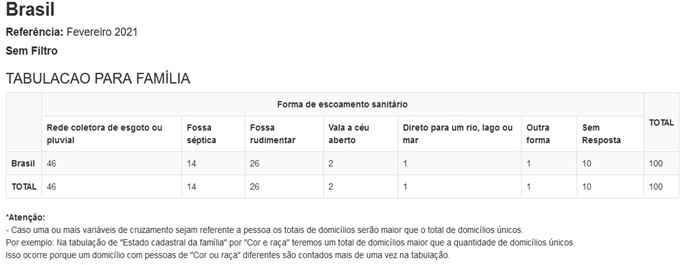 Brasil
Referência: Fevereiro 2021
Sem Filtro
TABULACAO PARA FAMÍLIA
Forma de escoamento sanitário
TOTAL
Rede coletora de esgoto ou pluvial
Fossa séptica
Fossa rudimentar
Vala a céu aberto
Direto para um rio, lago ou mar
Outra forma
Sem Resposta
Brasil 46 14 26 2 1 1 10 100
TOTAL 46 14 26 2 1 1 10 100
*Atenção:
- Caso uma ou mais variáveis de cruzamento sejam referente a pessoa os totais de domicílios serão maior que o total de domicílios únicos.
Por exemplo: Na tabulação de "Estado cadastral da família" por "Cor e raça" teremos um total de domicílios maior que a quantidade de domicílios únicos.
Isso ocorre porque um domicílio com pessoas de "Cor ou raça" diferentes são contados mais de uma vez na tabulação.